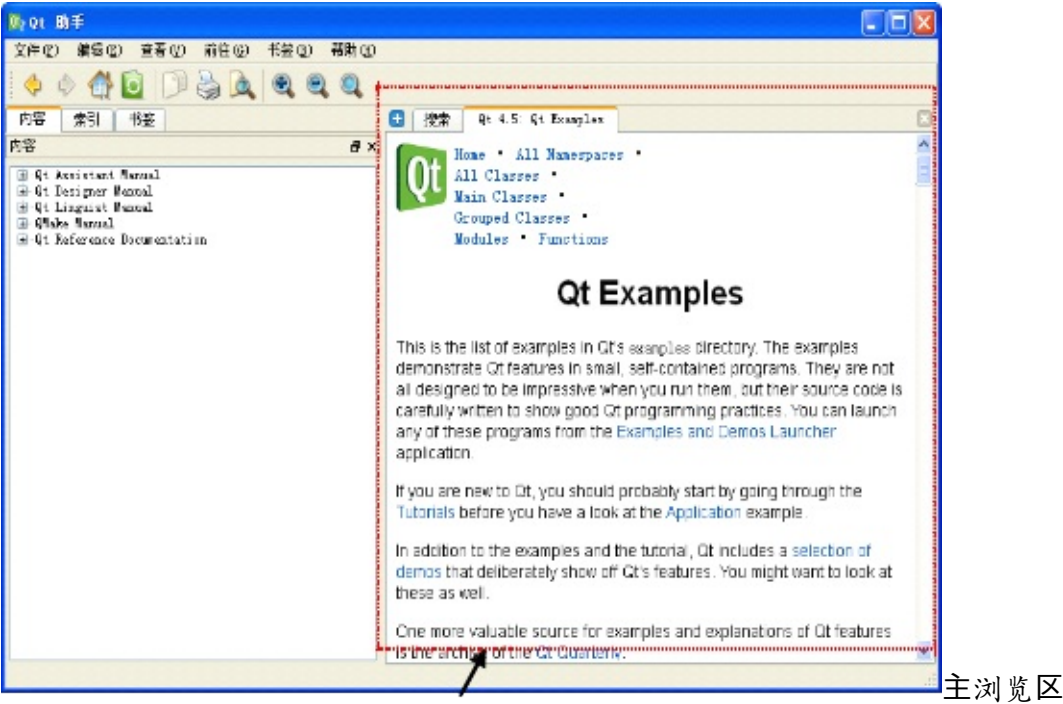 Qt 助手
文件(F) 编辑(E) 查看(V) 前往(G) 书签(B) 帮助(H)
内容 索引 书签
内容
Qt Assistant Manual
Qt Designer Manual
Qt Linguist Manual
QMake Manual
Qt Reference Documentation
搜索 Qt 4.5: Qt Examples
Qt
Home · All Namespaces ·
All Classes ·
Main Classes ·
Grouped Classes ·
Modules · Functions
Qt Examples
This is the list of examples in Qt's examples directory. The examples
demonstrate Qt features in small, self-contained programs. They are not
all designed to be impressive when you run them, but their source code is
carefully written to show good Qt programming practices. You can launch
any of these programs from the Examples and Demos Launcher
application.
If you are new to Qt, you should probably start by going through the
Tutorials before you have a look at the Application example.
In addition to the examples and the tutorial, Qt includes a selection of
demos that deliberately show off Qt's features. You might want to look at
these as well.
One more valuable source for examples and explanations of Qt features
is the archive of the Qt Quarterly.
主浏览区